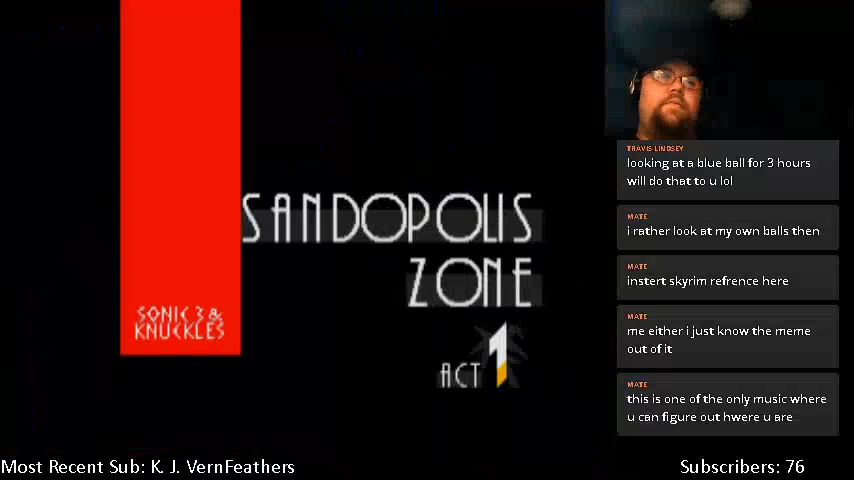 SANDOPOLIS
ZONE
SONIC 3 &
KNUCKLES
ACT 1
TRAVIS LINDSEY
looking at a blue ball for 3 hours
will do that to u lol
MATE
i rather look at my own balls then
MATE
instert skyrim refrence here
MATE
me either i just know the meme
out of it
MATE
this is one of the only music where
u can figure out hwere u are
Most Recent Sub: K. J. VernFeathers
Subscribers: 76